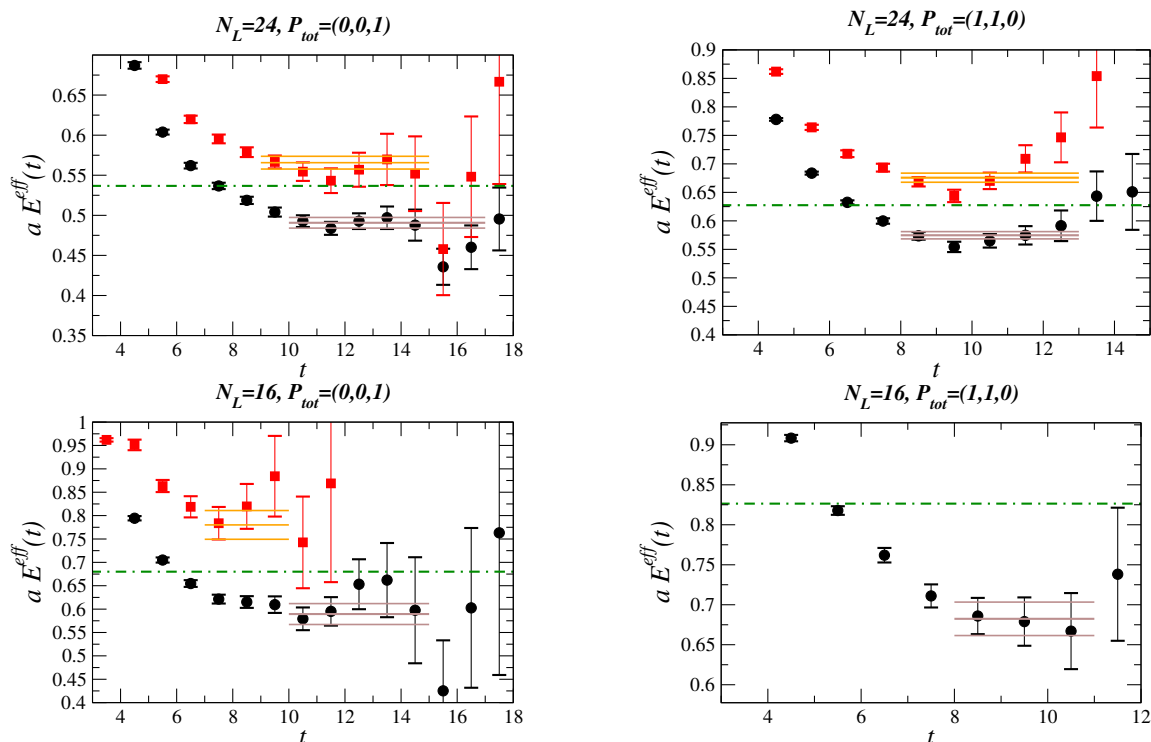 N_L=24, P_tot=(0,0,1)
a E^eff(t)
0.65
0.6
0.55
0.5
0.45
0.4
0.35
4 6 8 10 12 14 16 18
t
N_L=24, P_tot=(1,1,0)
a E^eff(t)
0.9
0.85
0.8
0.75
0.7
0.65
0.6
0.55
0.5
0.45
0.4
4 6 8 10 12 14
t
N_L=16, P_tot=(0,0,1)
a E^eff(t)
1
0.95
0.9
0.85
0.8
0.75
0.7
0.65
0.6
0.55
0.5
0.45
0.4
4 6 8 10 12 14 16 18
t
N_L=16, P_tot=(1,1,0)
a E^eff(t)
0.9
0.85
0.8
0.75
0.7
0.65
0.6
4 6 8 10 12
t